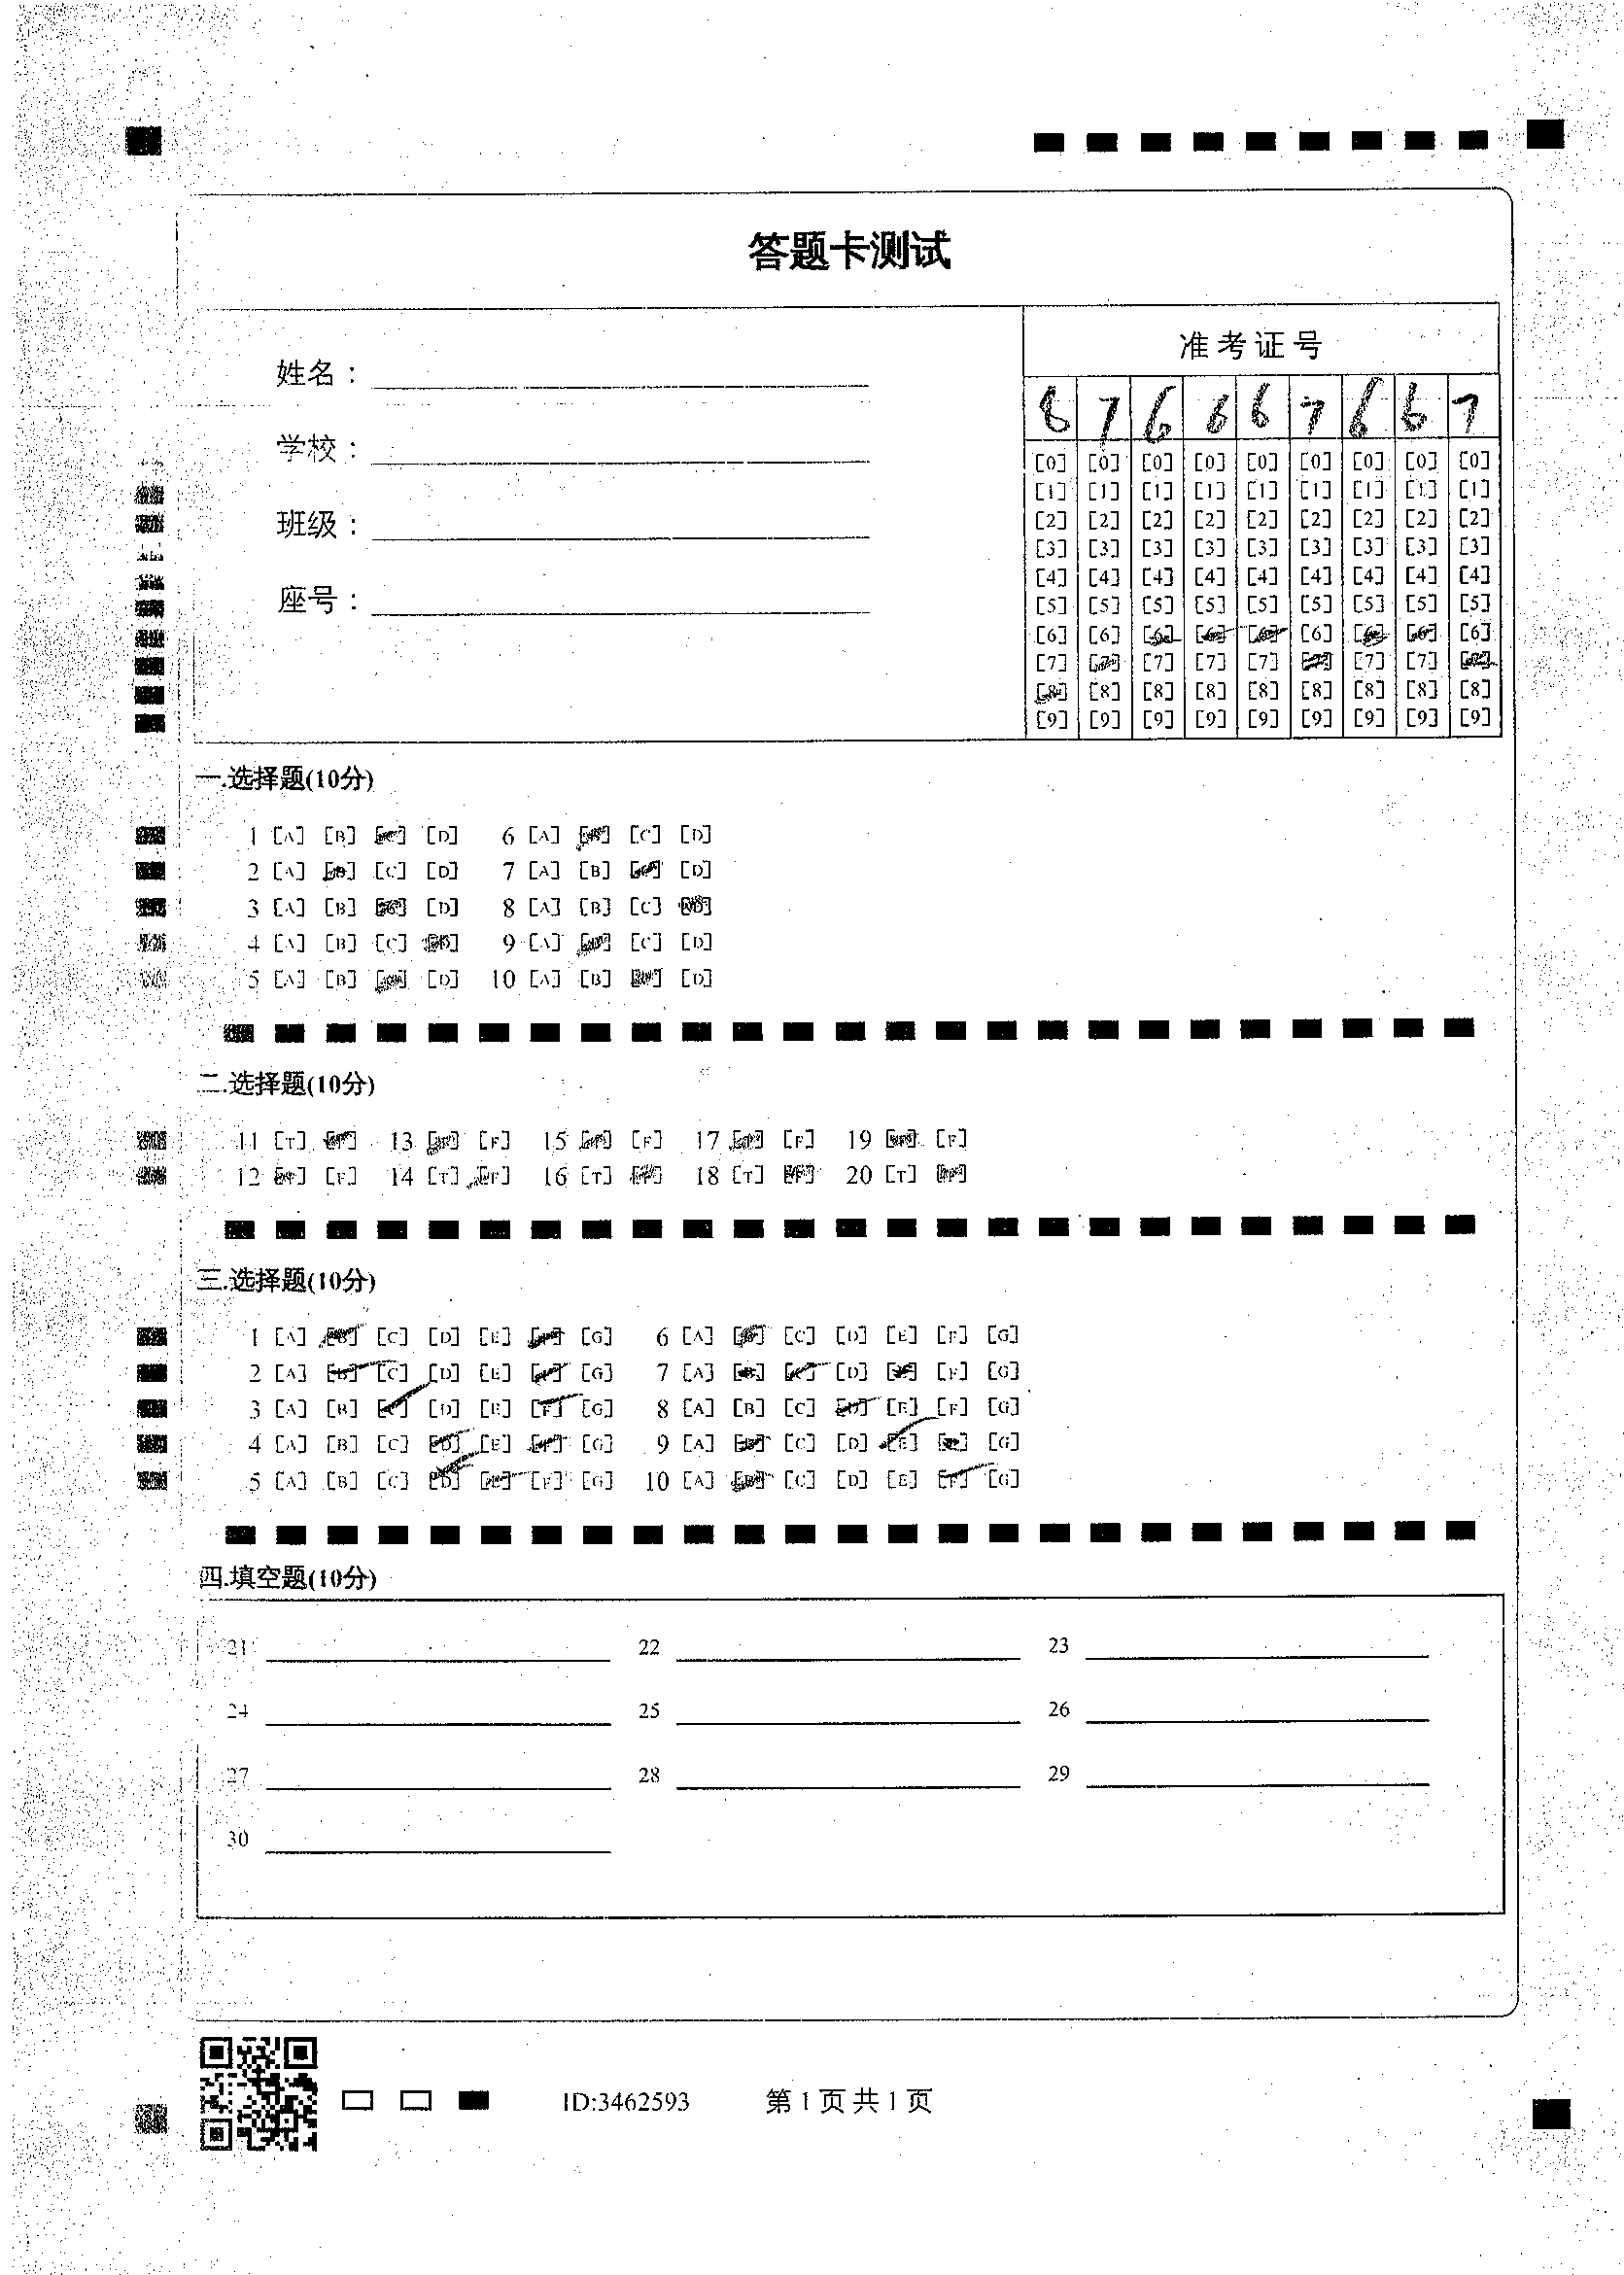 答题卡测试
姓名：
学校：
班级：
座号：
准考证号
8 7 6 6 6 7 6 6 7
[0] [0] [0] [0] [0] [0] [0] [0] [0]
[1] [1] [1] [1] [1] [1] [1] [1] [1]
[2] [2] [2] [2] [2] [2] [2] [2] [2]
[3] [3] [3] [3] [3] [3] [3] [3] [3]
[4] [4] [4] [4] [4] [4] [4] [4] [4]
[5] [5] [5] [5] [5] [5] [5] [5] [5]
[6] [6] [6] [6] [6] [6] [6] [6] [6]
[7] [7] [7] [7] [7] [7] [7] [7] [7]
[8] [8] [8] [8] [8] [8] [8] [8] [8]
[9] [9] [9] [9] [9] [9] [9] [9] [9]
一.选择题(10分)
1 [A] [B] [C] [D] 6 [A] [B] [C] [D]
2 [A] [B] [C] [D] 7 [A] [B] [C] [D]
3 [A] [B] [C] [D] 8 [A] [B] [C] [D]
4 [A] [B] [C] [D] 9 [A] [B] [C] [D]
5 [A] [B] [C] [D] 10 [A] [B] [C] [D]
二.选择题(10分)
11 [T] [F] 13 [T] [F] 15 [T] [F] 17 [T] [F] 19 [T] [F]
12 [T] [F] 14 [T] [F] 16 [T] [F] 18 [T] [F] 20 [T] [F]
三.选择题(10分)
1 [A] [B] [C] [D] [E] [F] [G] 6 [A] [B] [C] [D] [E] [F] [G]
2 [A] [B] [C] [D] [E] [F] [G] 7 [A] [B] [C] [D] [E] [F] [G]
3 [A] [B] [C] [D] [E] [F] [G] 8 [A] [B] [C] [D] [E] [F] [G]
4 [A] [B] [C] [D] [E] [F] [G] 9 [A] [B] [C] [D] [E] [F] [G]
5 [A] [B] [C] [D] [E] [F] [G] 10 [A] [B] [C] [D] [E] [F] [G]
四.填空题(10分)
21 22 23
24 25 26
27 28 29
30
ID:3462593 第1页共1页